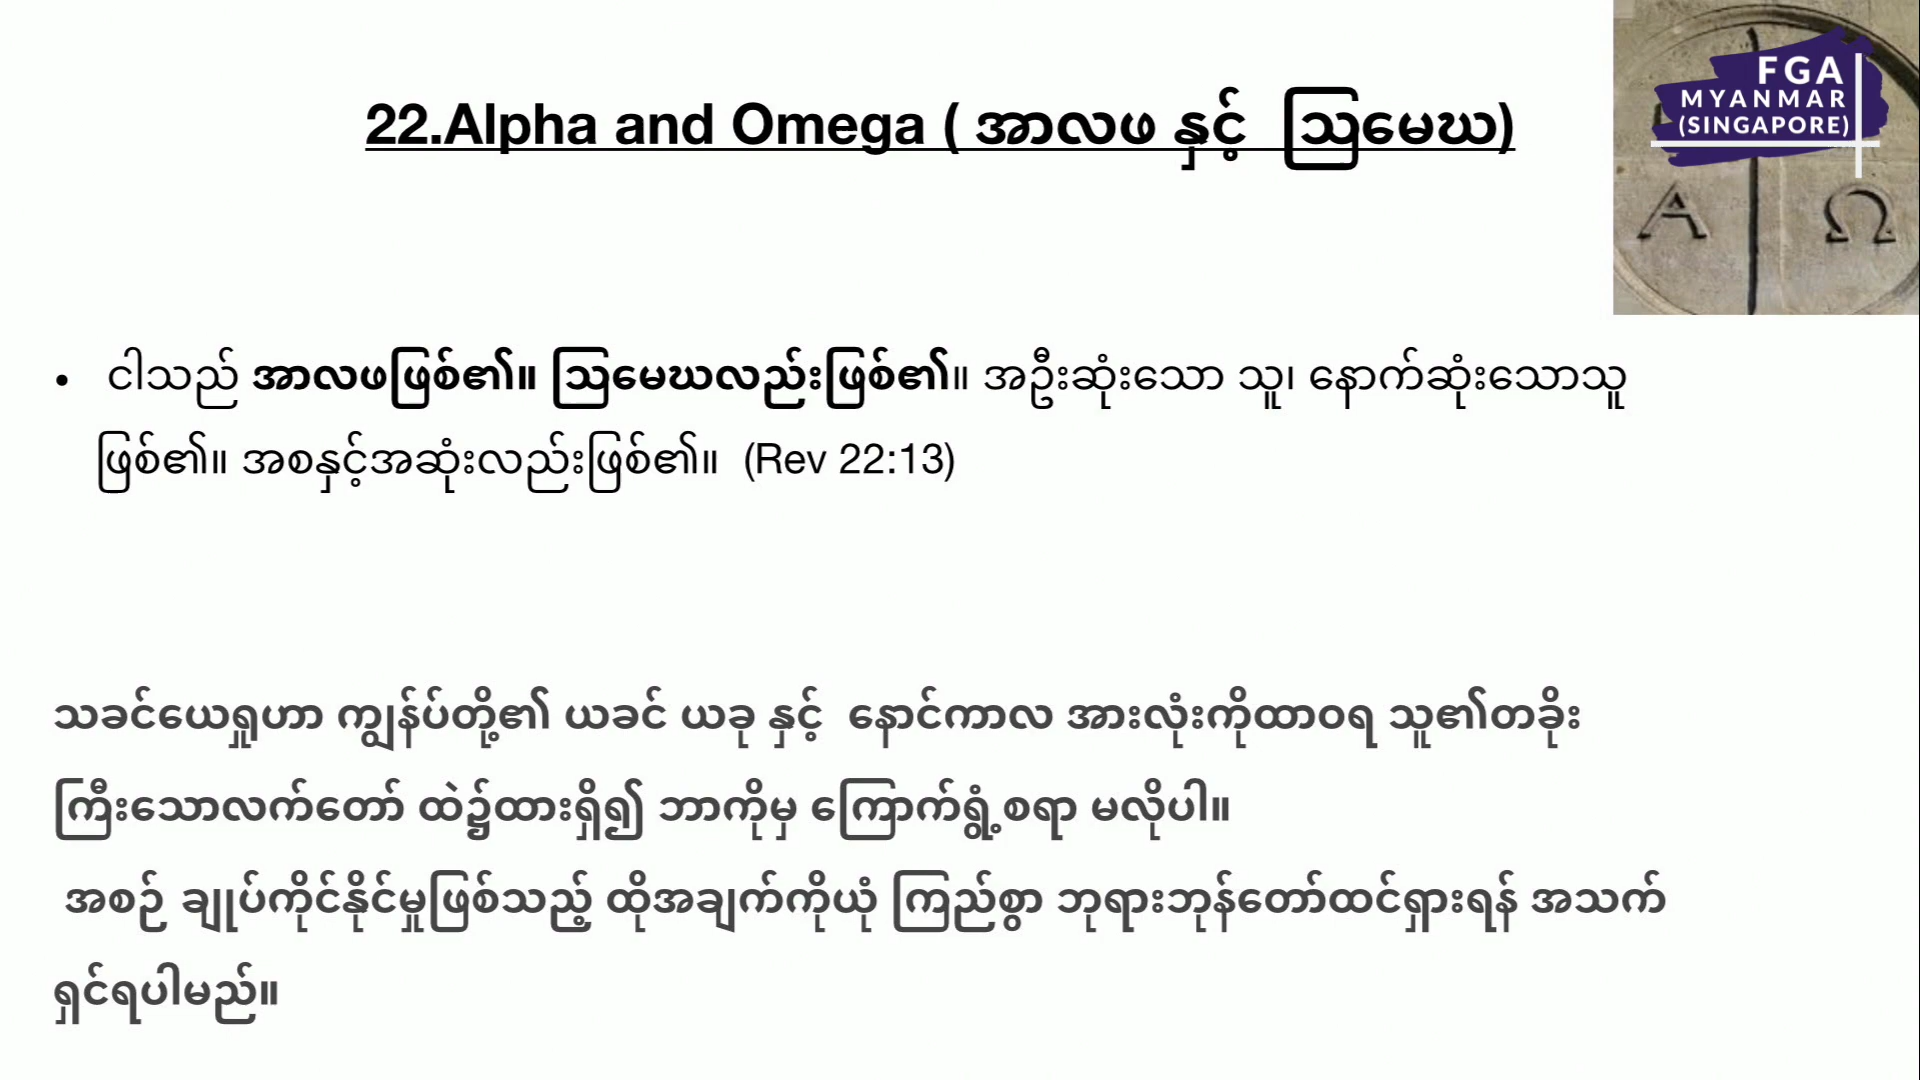 22.Alpha and Omega ( အာလဖ နှင့် ဩမေဃ)
FGA
MYANMAR
(SINGAPORE)
Α Ω
• ငါသည် အာလဖဖြစ်၏။ ဩမေဃလည်းဖြစ်၏။ အဦးဆုံးသော သူ၊ နောက်ဆုံးသောသူ
ဖြစ်၏။ အစနှင့်အဆုံးလည်းဖြစ်၏။ (Rev 22:13)
သခင်ယေရှုဟာ ကျွန်ုပ်တို့၏ ယခင် ယခု နှင့် နောင်ကာလ အားလုံးကိုထာဝရ သူ၏တခိုး
ကြီးသောလက်တော် ထဲ၌ထားရှိ၍ ဘာကိုမှ ကြောက်ရွံ့စရာ မလိုပါ။
အစဉ် ချုပ်ကိုင်နိုင်မှုဖြစ်သည့် ထိုအချက်ကိုယုံ ကြည်စွာ ဘုရားဘုန်တော်ထင်ရှားရန် အသက်
ရှင်ရပါမည်။